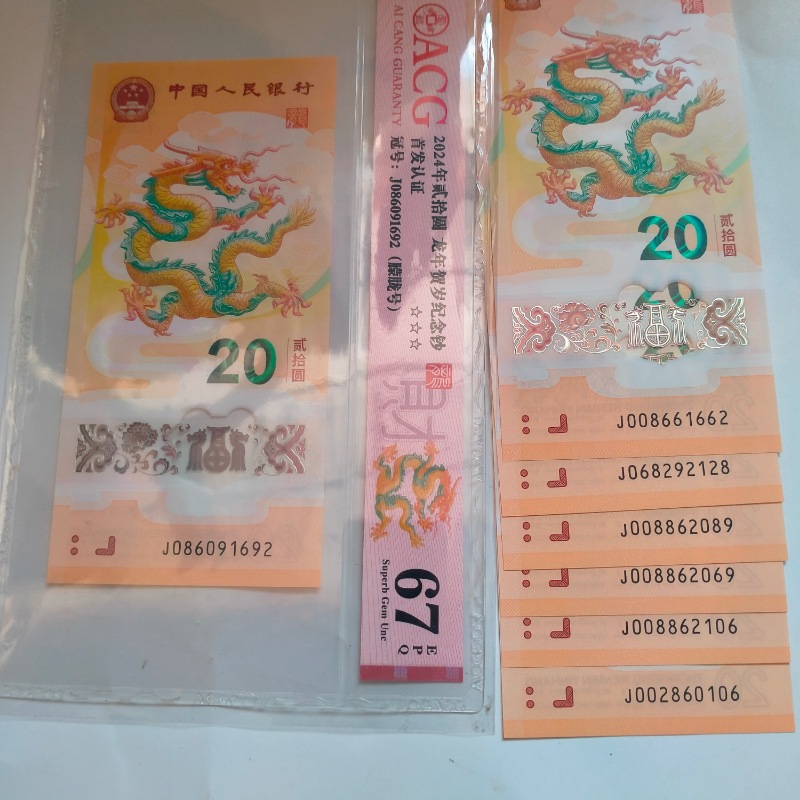 中国人民银行
20
贰拾圆
J086091692
ACG
AI CANG GUARANTY
2024年贰拾圆 龙年贺岁纪念钞
首发认证
☆☆☆
冠号：J086091692（朦胧号）
67
EPQ
Superb Gem Unc
20
贰拾圆
J008661662
J068292128
J008862089
J008862069
J008862106
J002860106